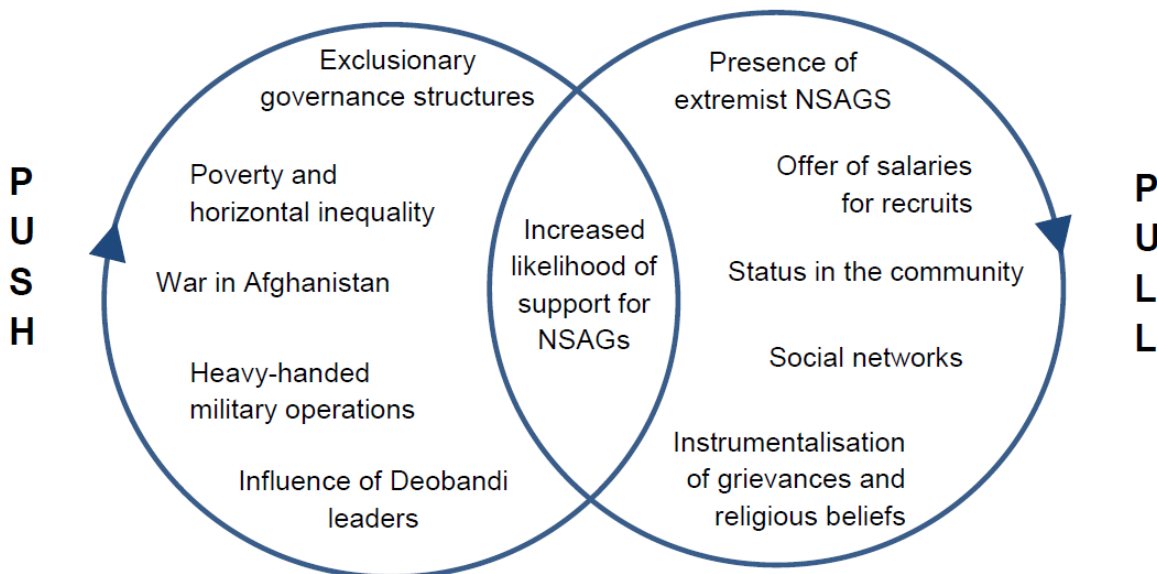 PUSH
Exclusionary
governance structures
Poverty and
horizontal inequality
War in Afghanistan
Heavy-handed
military operations
Influence of Deobandi
leaders
Increased
likelihood of
support for
NSAGs
Presence of
extremist NSAGS
Offer of salaries
for recruits
Status in the community
Social networks
Instrumentalisation
of grievances and
religious beliefs
PULL